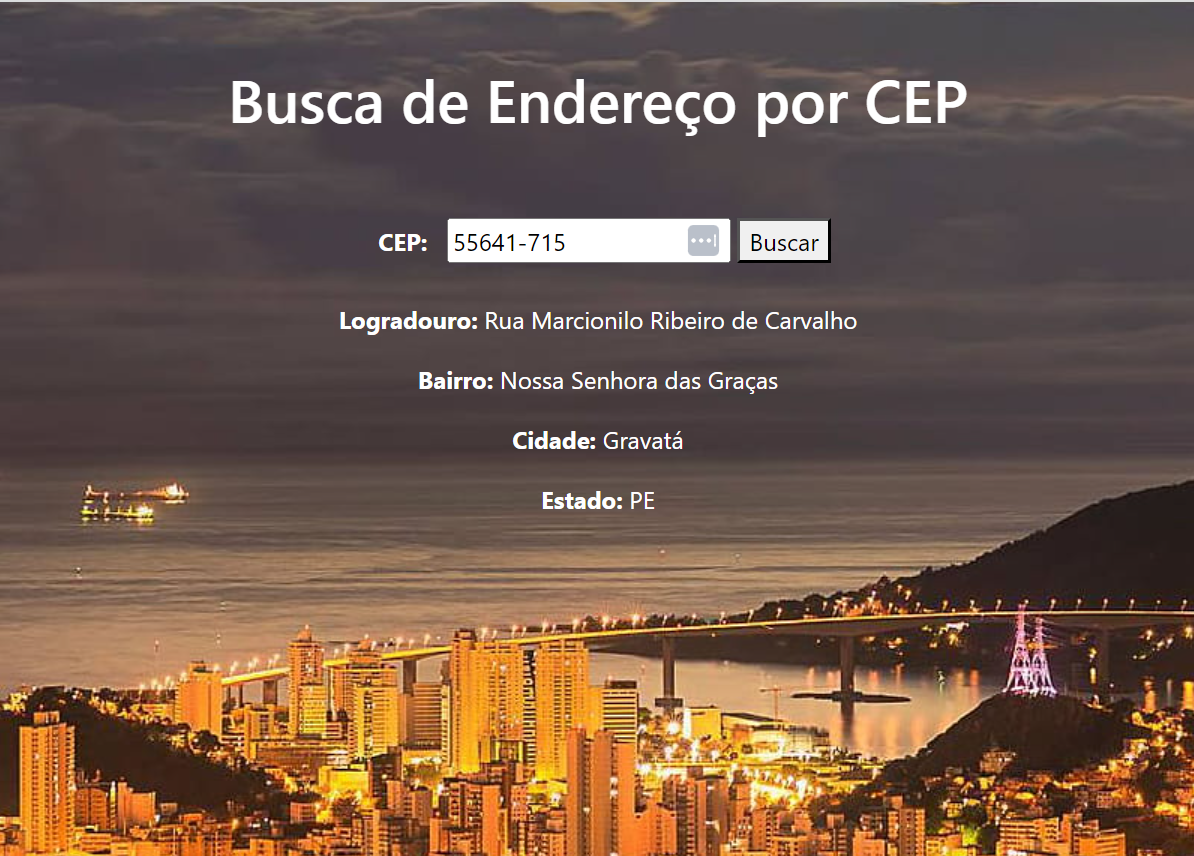 Busca de Endereço por CEP
CEP: 55641-715 Buscar
Logradouro: Rua Marcionilo Ribeiro de Carvalho
Bairro: Nossa Senhora das Graças
Cidade: Gravatá
Estado: PE